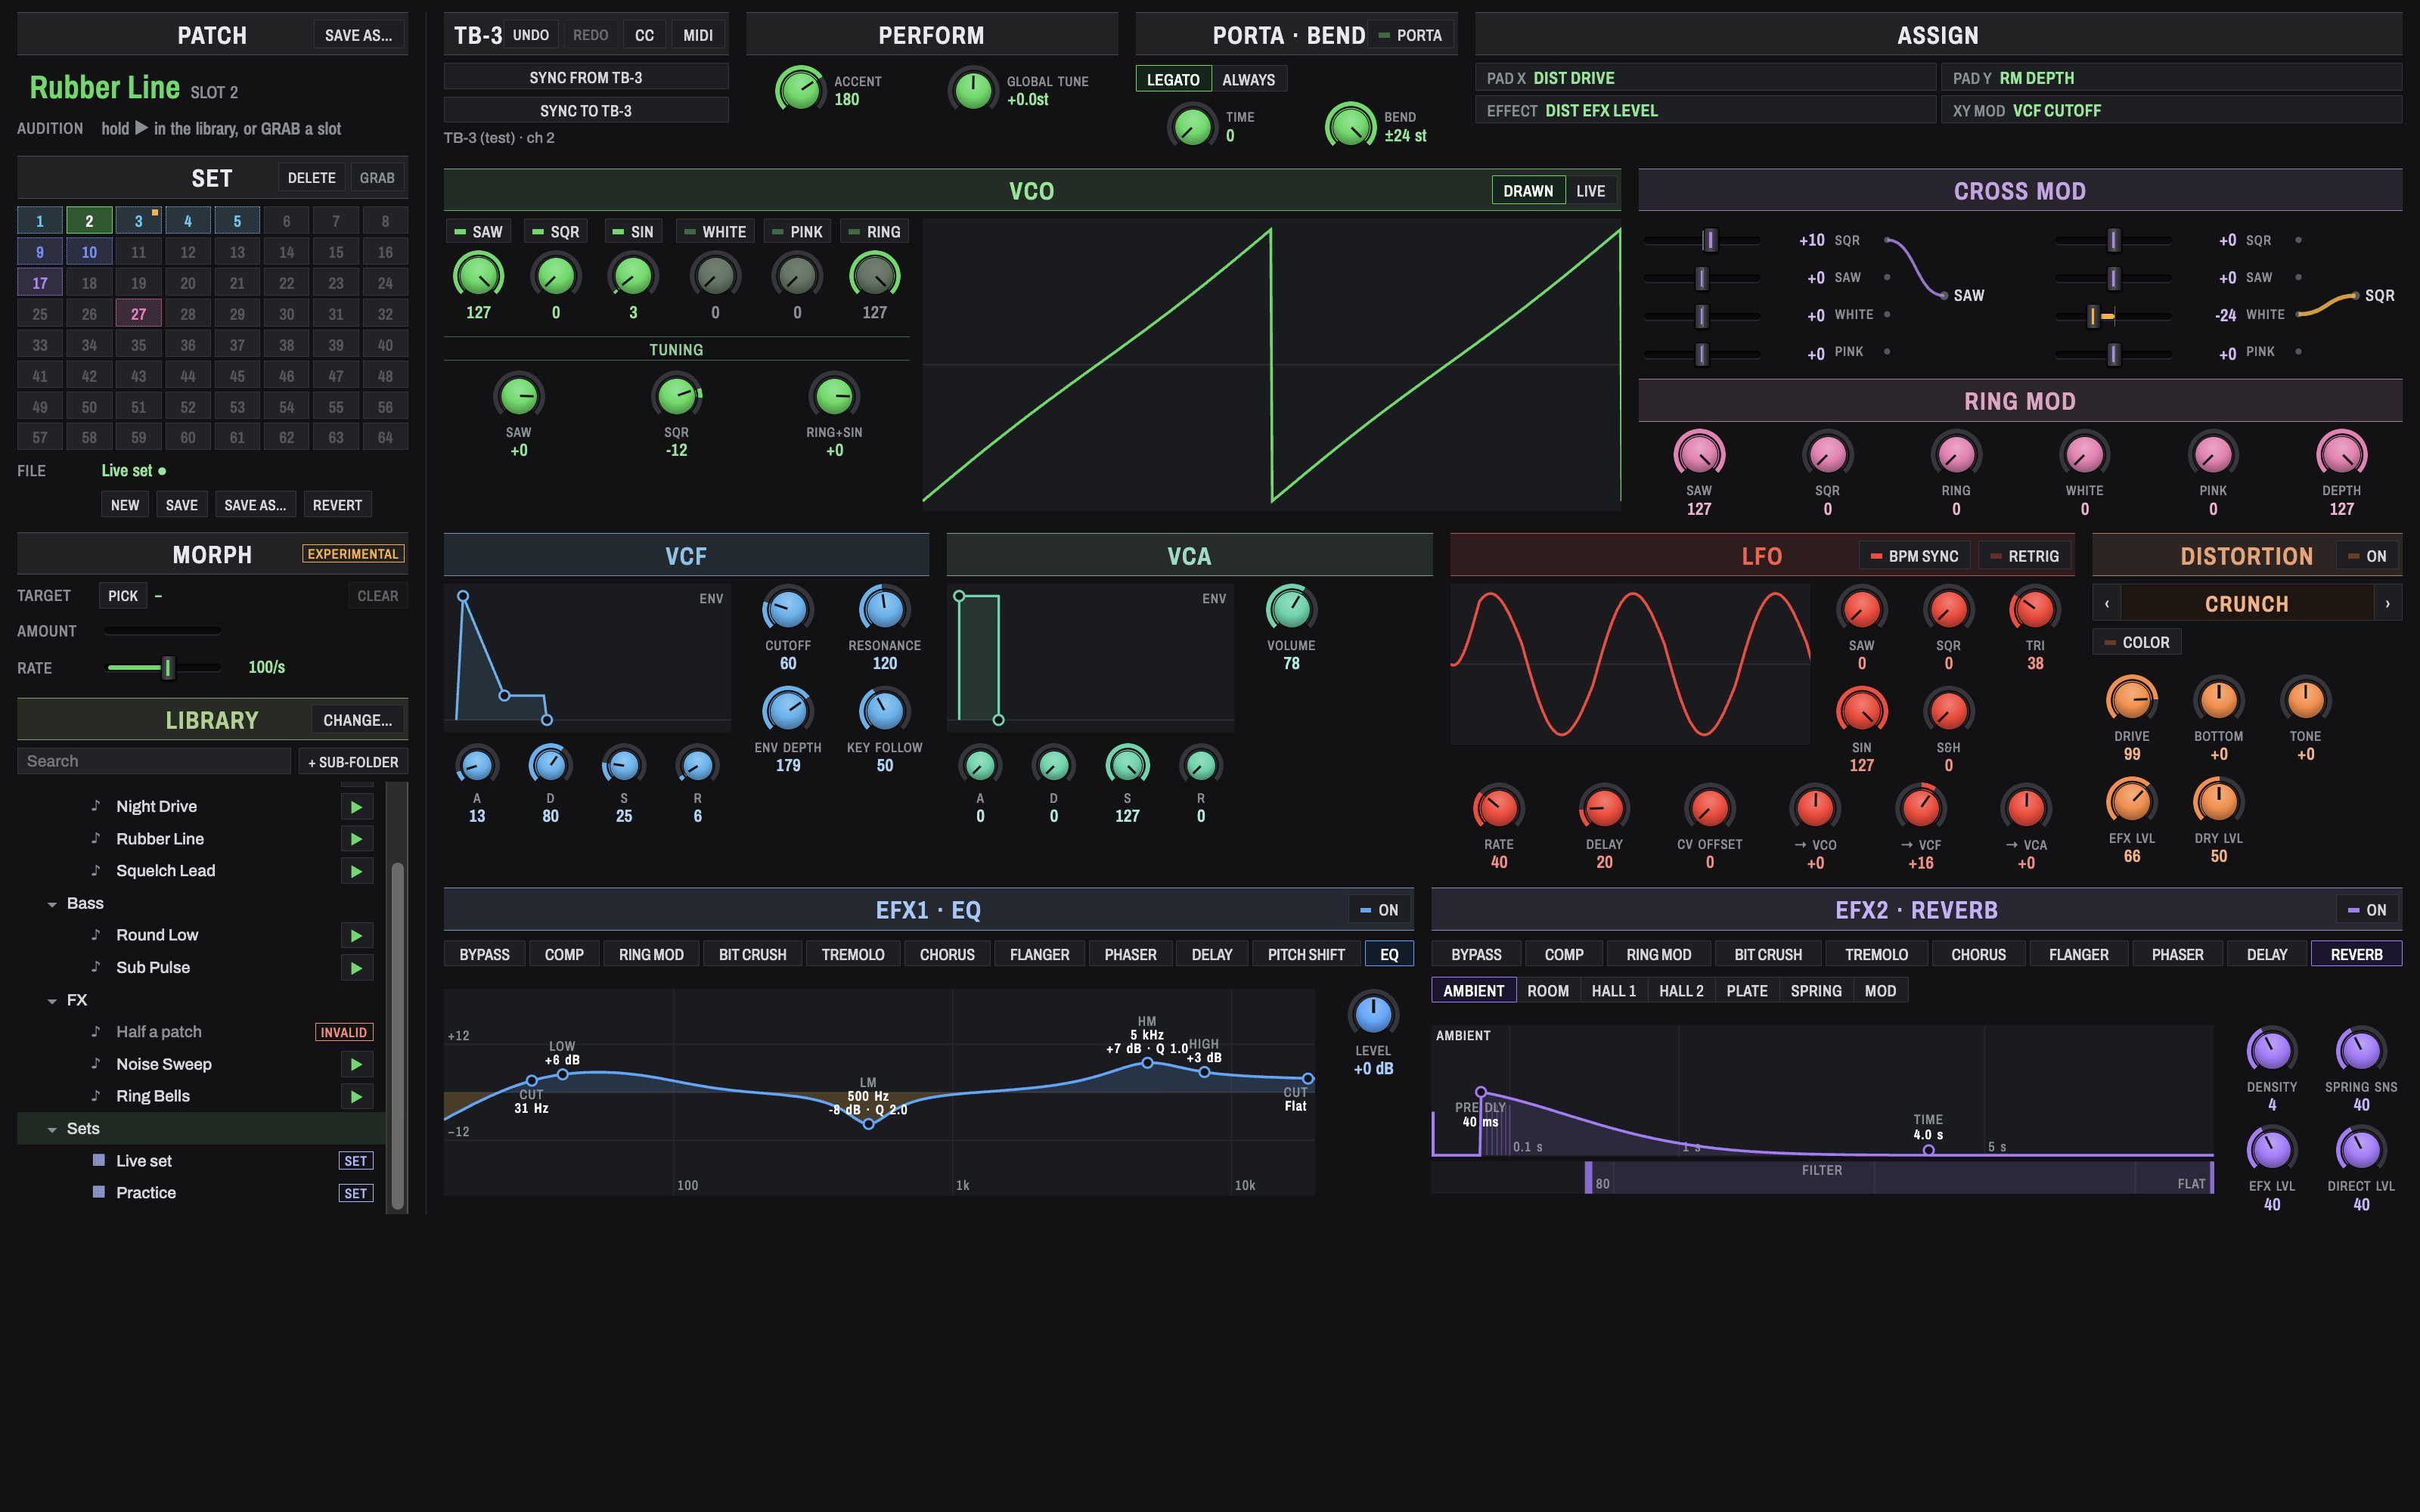 PATCH
SAVE AS...
Rubber Line SLOT 2
AUDITION hold ▶ in the library, or GRAB a slot
SET
DELETE
GRAB
1 2 3 4 5 6 7 8
9 10 11 12 13 14 15 16
17 18 19 20 21 22 23 24
25 26 27 28 29 30 31 32
33 34 35 36 37 38 39 40
41 42 43 44 45 46 47 48
49 50 51 52 53 54 55 56
57 58 59 60 61 62 63 64
FILE Live set ●
NEW SAVE SAVE AS... REVERT
MORPH
EXPERIMENTAL
TARGET PICK – CLEAR
AMOUNT
RATE 100/s
LIBRARY
CHANGE...
Search
+ SUB-FOLDER
Night Drive
Rubber Line
Squelch Lead
Bass
Round Low
Sub Pulse
FX
Half a patch INVALID
Noise Sweep
Ring Bells
Sets
Live set SET
Practice SET
TB-3 UNDO REDO CC MIDI
SYNC FROM TB-3
SYNC TO TB-3
TB-3 (test) · ch 2
PERFORM
ACCENT
180
GLOBAL TUNE
+0.0st
PORTA · BEND
PORTA
LEGATO ALWAYS
TIME
0
BEND
±24 st
ASSIGN
PAD X DIST DRIVE
PAD Y RM DEPTH
EFFECT DIST EFX LEVEL
XY MOD VCF CUTOFF
VCO
DRAWN LIVE
SAW SQR SIN WHITE PINK RING
127 0 3 0 0 127
TUNING
SAW SQR RING+SIN
+0 -12 +0
CROSS MOD
+10 SQR
+0 SAW
+0 WHITE
+0 PINK
SAW
+0 SQR
+0 SAW
-24 WHITE
+0 PINK
SQR
RING MOD
SAW SQR RING WHITE PINK DEPTH
127 0 0 0 0 127
VCF
ENV
CUTOFF RESONANCE
60 120
ENV DEPTH KEY FOLLOW
179 50
A D S R
13 80 25 6
VCA
ENV
VOLUME
78
A D S R
0 0 127 0
LFO
BPM SYNC
RETRIG
SAW SQR TRI
0 0 38
SIN S&H
127 0
RATE DELAY CV OFFSET → VCO → VCF → VCA
40 20 0 +0 +16 +0
DISTORTION
ON
‹ CRUNCH ›
COLOR
DRIVE BOTTOM TONE
99 +0 +0
EFX LVL DRY LVL
66 50
EFX1 · EQ
ON
BYPASS COMP RING MOD BIT CRUSH TREMOLO CHORUS FLANGER PHASER DELAY PITCH SHIFT EQ
+12
-12
LOW
+6 dB
CUT
31 Hz
LM
500 Hz
-8 dB · Q 2.0
HM
5 kHz
+7 dB · Q 1.0
HIGH
+3 dB
CUT
Flat
100 1k 10k
LEVEL
+0 dB
EFX2 · REVERB
ON
BYPASS COMP RING MOD BIT CRUSH TREMOLO CHORUS FLANGER PHASER DELAY REVERB
AMBIENT ROOM HALL 1 HALL 2 PLATE SPRING MOD
AMBIENT
PRE DLY
40 ms
0.1 s 1 s 5 s
TIME
4.0 s
FILTER
80 FLAT
DENSITY SPRING SNS
4 40
EFX LVL DIRECT LVL
40 40